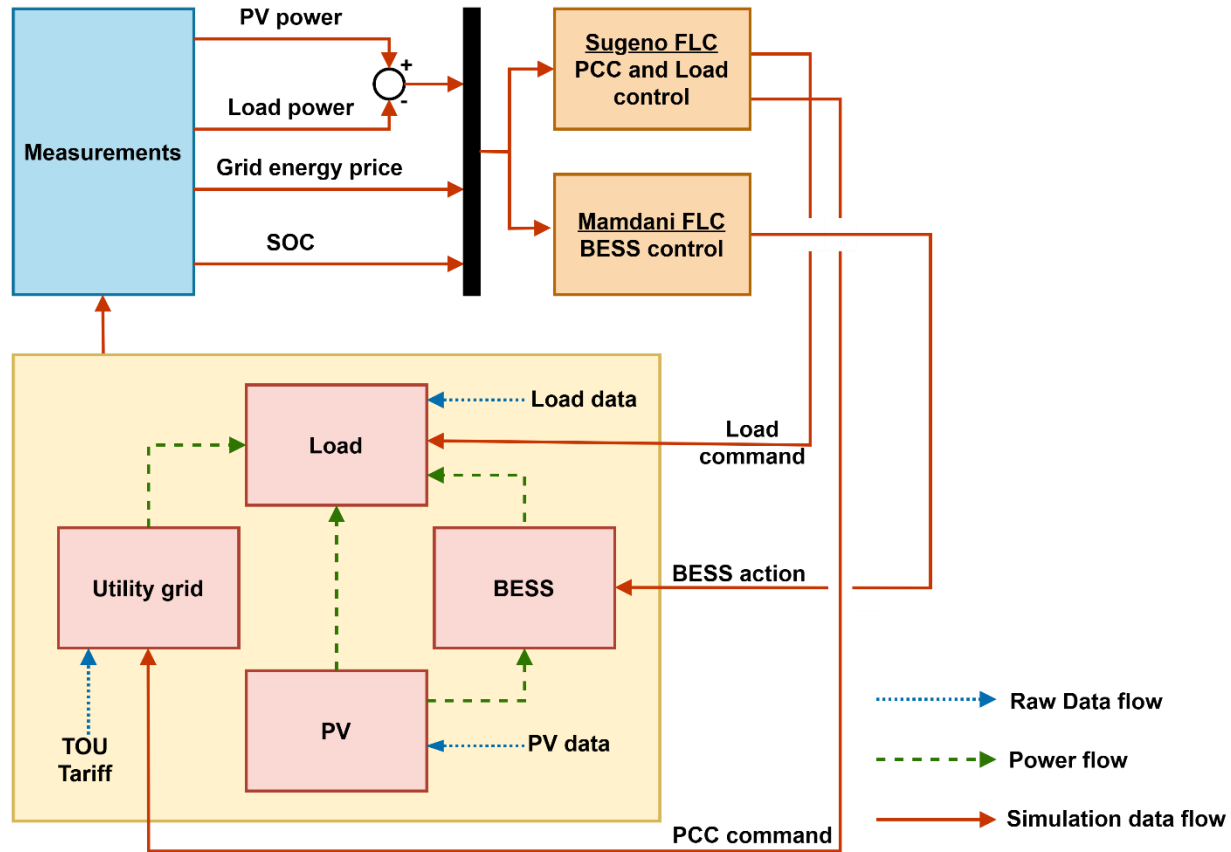 PV power
+
-
Load power
Measurements
Grid energy price
SOC
Sugeno FLC
PCC and Load
control
Mamdani FLC
BESS control
Load data
Load
Load
command
Utility grid
BESS
BESS action
PV
PV data
TOU
Tariff
PCC command
Raw Data flow
Power flow
Simulation data flow